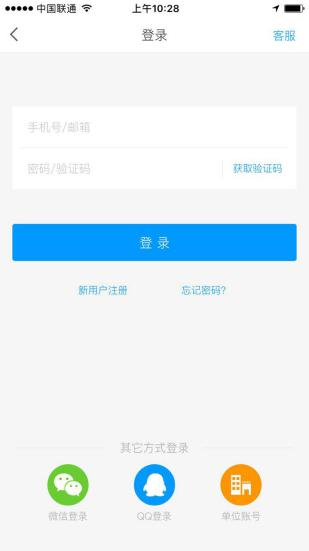 中国联通 上午10:28
登录 客服
手机号/邮箱
密码/验证码 获取验证码
登 录
新用户注册 忘记密码?
其它方式登录
微信登录 QQ登录 单位账号